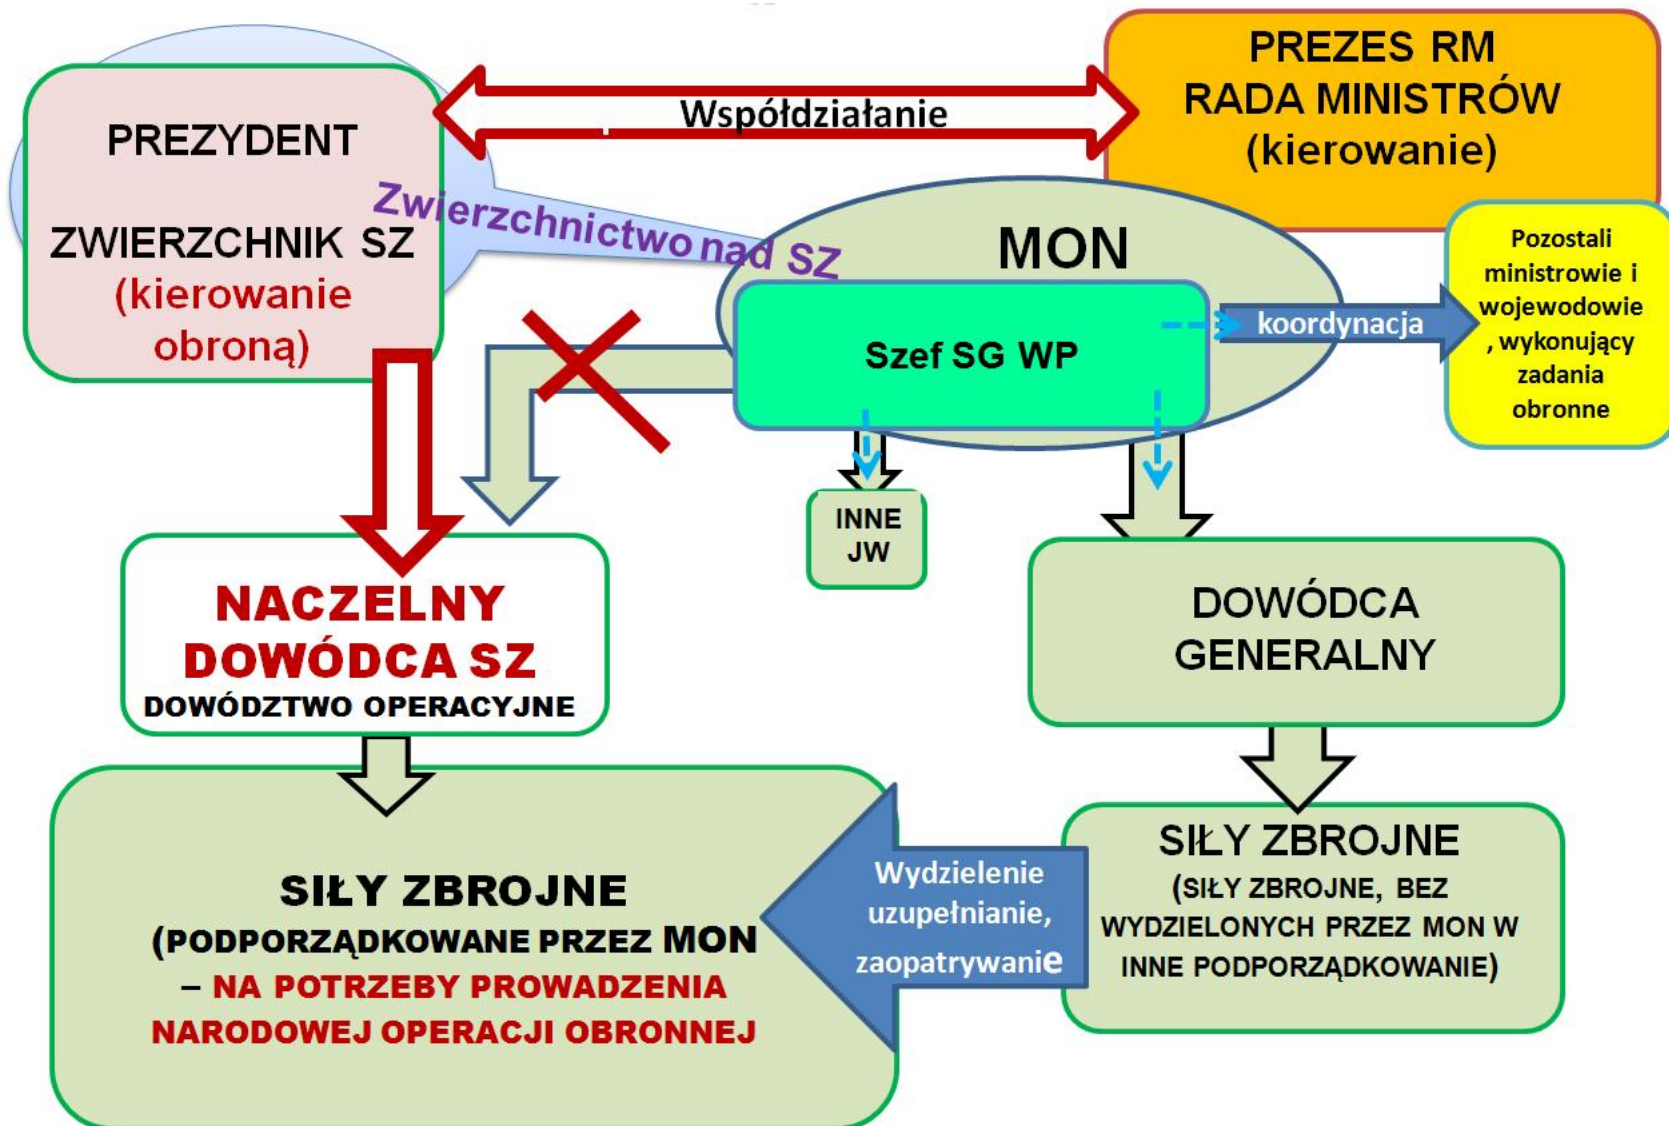 PREZES RM
RADA MINISTRÓW
(kierowanie)
Współdziałanie
PREZYDENT
ZWIERZCHNIK SZ
(kierowanie
obroną)
Zwierzchnictwo nad SZ
MON
Szef SG WP
koordynacja
Pozostali
ministrowie i
wojewodowie
, wykonujący
zadania
obronne
INNE
JW
NACZELNY
DOWÓDCA SZ
DOWÓDZTWO OPERACYJNE
DOWÓDCA
GENERALNY
SIŁY ZBROJNE
(PODPORZĄDKOWANE PRZEZ MON
– NA POTRZEBY PROWADZENIA
NARODOWEJ OPERACJI OBRONNEJ
Wydzielenie
uzupełnianie,
zaopatrywanie
SIŁY ZBROJNE
(SIŁY ZBROJNE, BEZ
WYDZIELONYCH PRZEZ MON W
INNE PODPORZĄDKOWANIE)